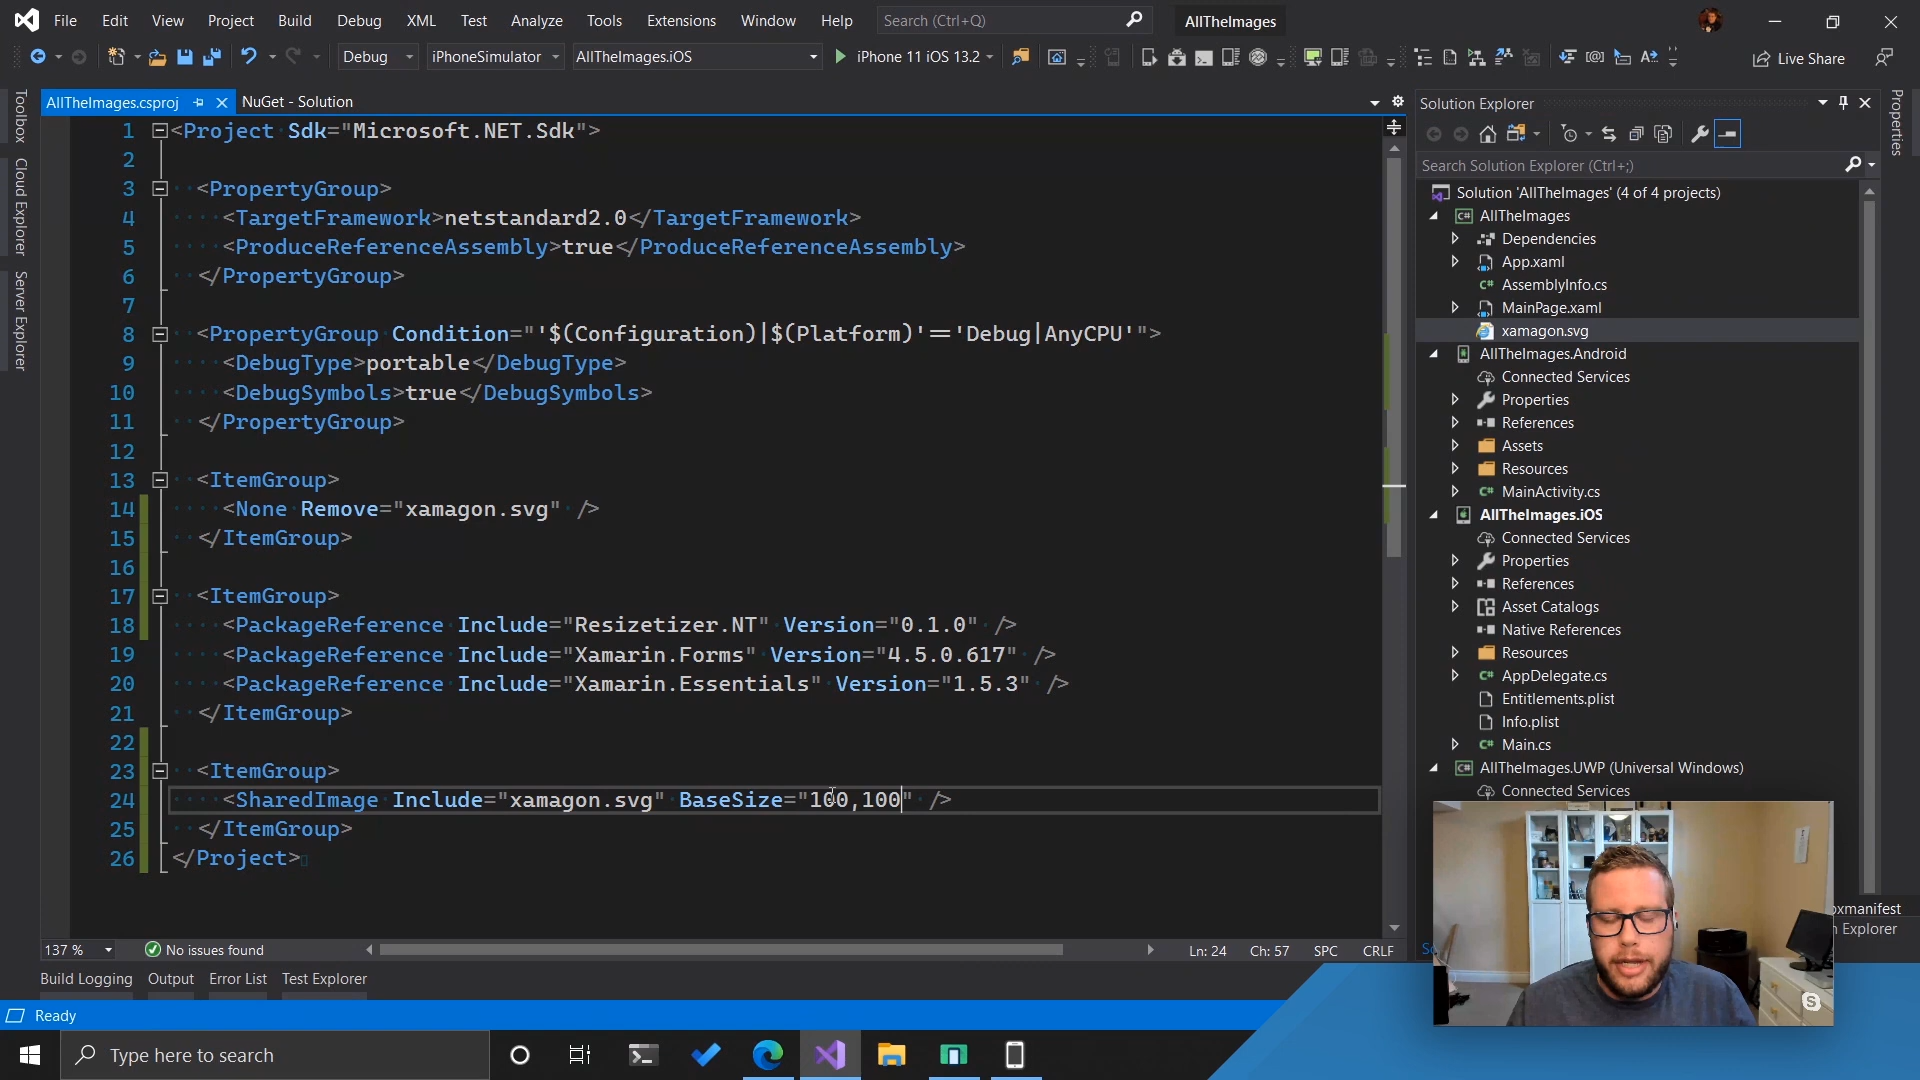 File Edit View Project Build Debug XML Test Analyze Tools Extensions Window Help Search (Ctrl+Q) AllTheImages
Debug iPhoneSimulator AllTheImages.iOS iPhone 11 iOS 13.2 Live Share
Toolbox
Cloud Explorer
Server Explorer
AllTheImages.csproj NuGet - Solution
1 <Project Sdk="Microsoft.NET.Sdk">
2
3 <PropertyGroup>
4 <TargetFramework>netstandard2.0</TargetFramework>
5 <ProduceReferenceAssembly>true</ProduceReferenceAssembly>
6 </PropertyGroup>
7
8 <PropertyGroup Condition="'$(Configuration)|$(Platform)'=='Debug|AnyCPU'">
9 <DebugType>portable</DebugType>
10 <DebugSymbols>true</DebugSymbols>
11 </PropertyGroup>
12
13 <ItemGroup>
14 <None Remove="xamagon.svg" />
15 </ItemGroup>
16
17 <ItemGroup>
18 <PackageReference Include="Resizetizer.NT" Version="0.1.0" />
19 <PackageReference Include="Xamarin.Forms" Version="4.5.0.617" />
20 <PackageReference Include="Xamarin.Essentials" Version="1.5.3" />
21 </ItemGroup>
22
23 <ItemGroup>
24 <SharedImage Include="xamagon.svg" BaseSize="100,100" />
25 </ItemGroup>
26 </Project>
137 % No issues found Ln: 24 Ch: 57 SPC CRLF
Build Logging Output Error List Test Explorer
Ready
Type here to search
Solution Explorer
Search Solution Explorer (Ctrl+;)
Solution 'AllTheImages' (4 of 4 projects)
AllTheImages
Dependencies
App.xaml
AssemblyInfo.cs
MainPage.xaml
xamagon.svg
AllTheImages.Android
Connected Services
Properties
References
Assets
Resources
MainActivity.cs
AllTheImages.iOS
Connected Services
Properties
References
Asset Catalogs
Native References
Resources
AppDelegate.cs
Entitlements.plist
Info.plist
Main.cs
AllTheImages.UWP (Universal Windows)
Connected Services
oxmanifest
n Explorer
Properties